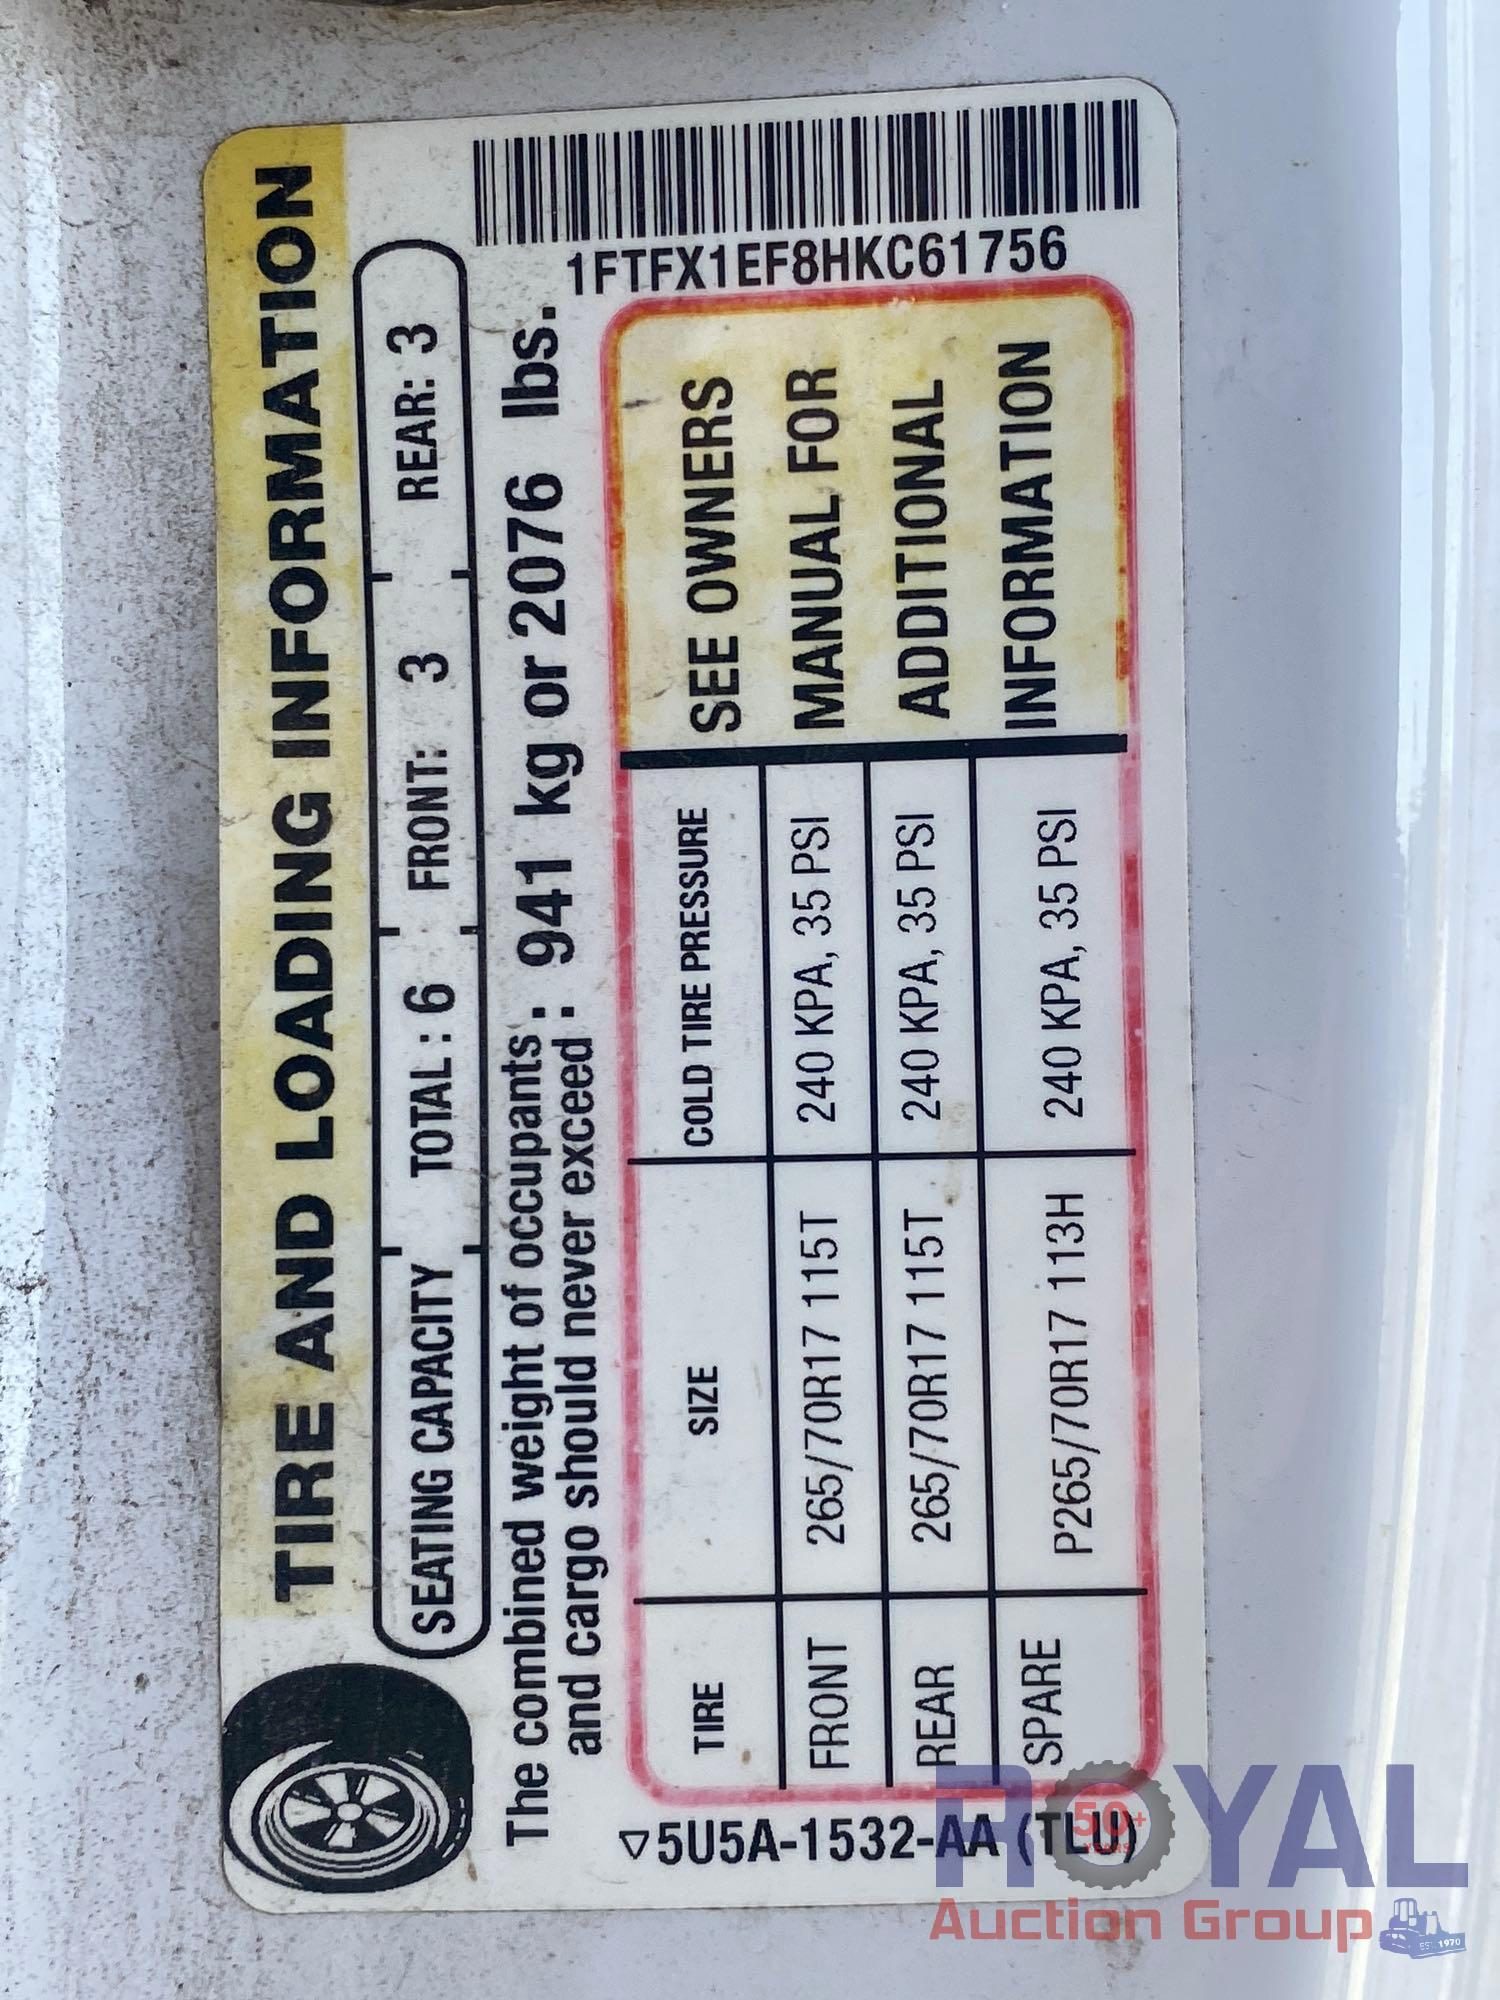 TIRE AND LOADING INFORMATION
SEATING CAPACITY TOTAL : 6 FRONT: 3 REAR: 3
The combined weight of occupants : 941 kg or 2076 lbs.
and cargo should never exceed :
TIRE SIZE COLD TIRE PRESSURE
FRONT 265/70R17 115T 240 KPA, 35 PSI
REAR 265/70R17 115T 240 KPA, 35 PSI
SPARE P265/70R17 113H 240 KPA, 35 PSI
SEE OWNERS
MANUAL FOR
ADDITIONAL
INFORMATION
1FTFX1EF8HKC61756
5U5A-1532-AA (TLU)
ROYAL
50+
YEARS
Auction Group
EST. 1970